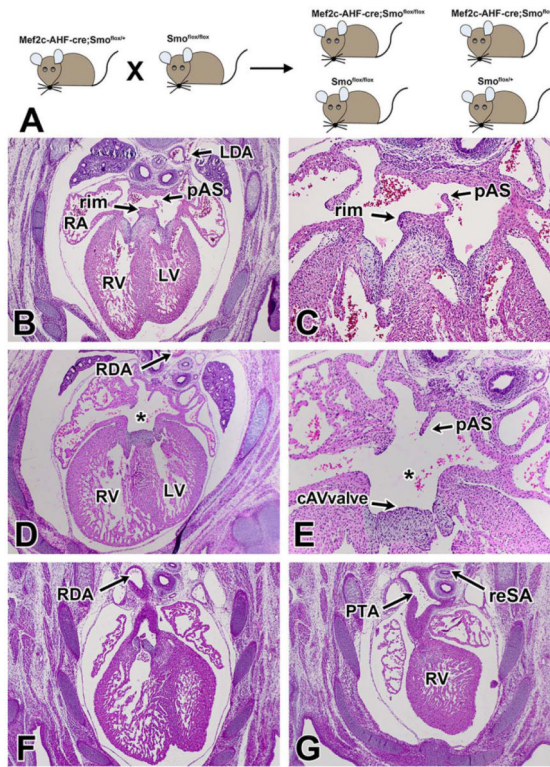 Mef2c-AHF-cre;Smoflox/flox Mef2c-AHF-cre;Smoflo
Mef2c-AHF-cre;Smoflox/+ Smoflox/flox
X
Smoflox/flox Smoflox/+
A
LDA
pAS
rim
RA
RV LV
B
pAS
rim
C
RDA
*
RV LV
D
pAS
*
cAVvalve
E
RDA
F
reSA
PTA
RV
G